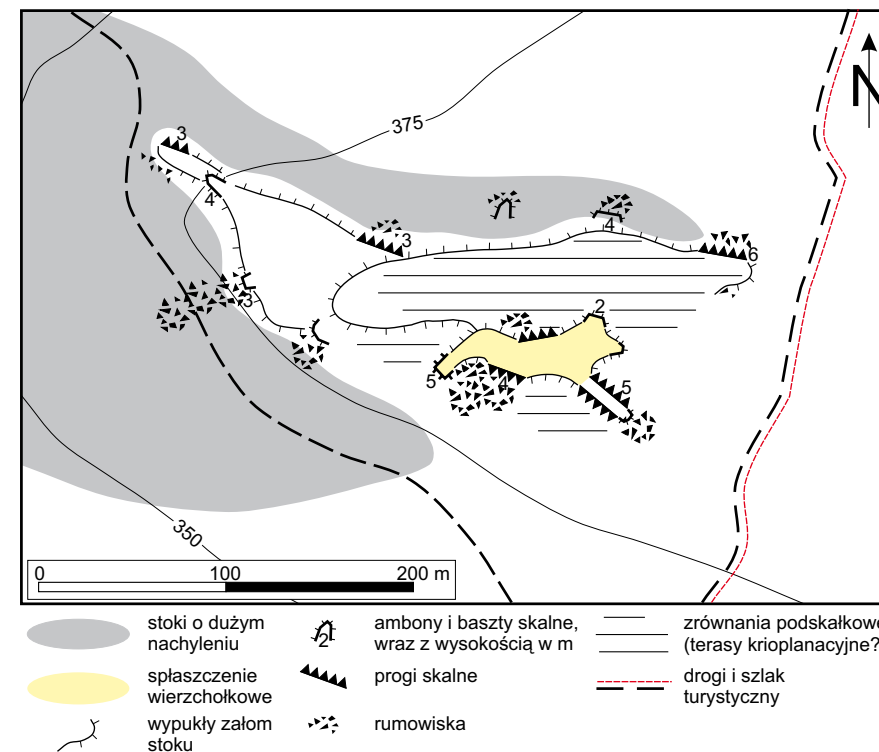 N
375
3
4
3
4
6
3
2
5
4
5
350
0 100 200 m
stoki o dużym
nachyleniu
spłaszczenie
wierzchołkowe
wypukły załom
stoku
2
ambony i baszty skalne,
wraz z wysokością w m
progi skalne
rumowiska
zrównania podskałkowe
(terasy krioplanacyjne?
drogi i szlak
turystyczny